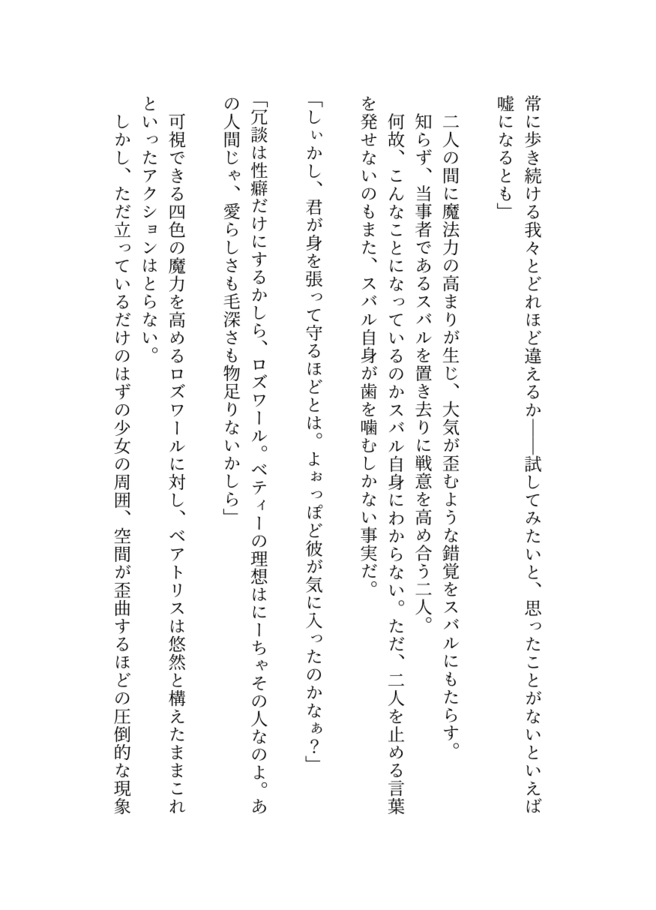 常に歩き続ける我々とどれほど違えるか――試してみたいと、思ったことがないといえば
嘘になるとも」
二人の間に魔法力の高まりが生じ、大気が歪むような錯覚をスバルにもたらす。
知らず、当事者であるスバルを置き去りに戦意を高め合う二人。
何故、こんなことになっているのかスバル自身にわからない。ただ、二人を止める言葉
を発せないのもまた、スバル自身が歯を噛むしかない事実だ。
「しぃかし、君が身を張って守るほどとは。よぉっぽど彼が気に入ったのかなぁ？」
「冗談は性癖だけにするかしら、ロズワール。ベティーの理想はにーちゃその人なのよ。あ
の人間じゃ、愛らしさも毛深さも物足りないかしら」
可視できる四色の魔力を高めるロズワールに対し、ベアトリスは悠然と構えたままこれ
といったアクションはとらない。
しかし、ただ立っているだけのはずの少女の周囲、空間が歪曲するほどの圧倒的な現象